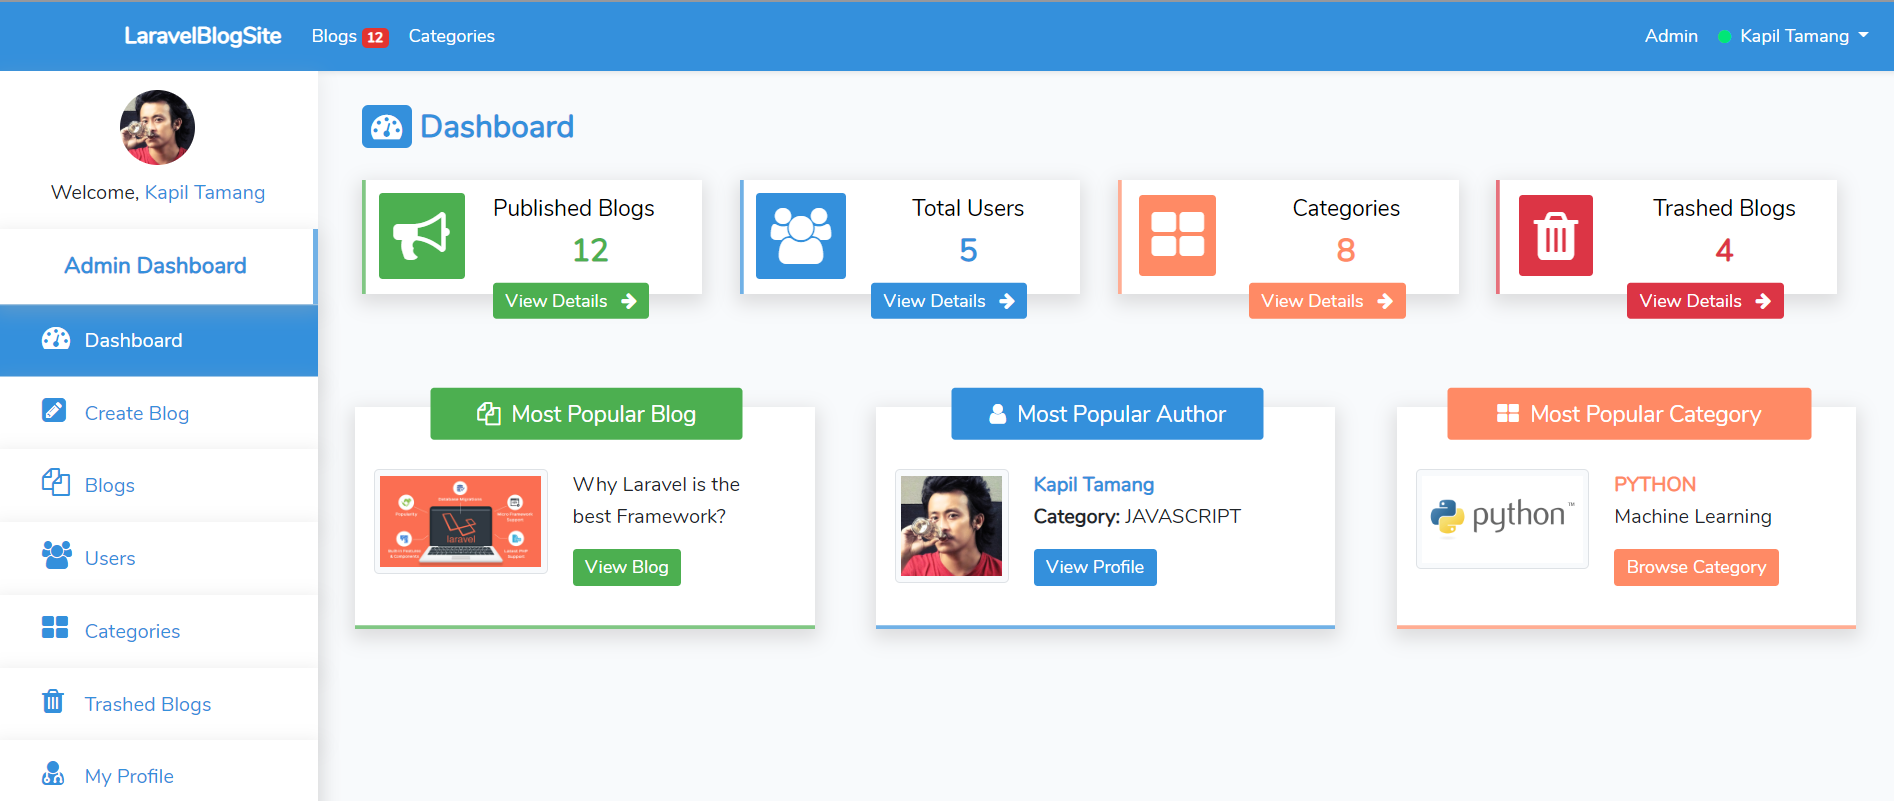 LaravelBlogSite Blogs 12 Categories Admin Kapil Tamang
Welcome, Kapil Tamang
Admin Dashboard
Dashboard
Create Blog
Blogs
Users
Categories
Trashed Blogs
My Profile
Dashboard
Published Blogs
12
View Details
Total Users
5
View Details
Categories
8
View Details
Trashed Blogs
4
View Details
Most Popular Blog
laravel
Why Laravel is the
best Framework?
View Blog
Most Popular Author
Kapil Tamang
Category: JAVASCRIPT
View Profile
Most Popular Category
python™
PYTHON
Machine Learning
Browse Category